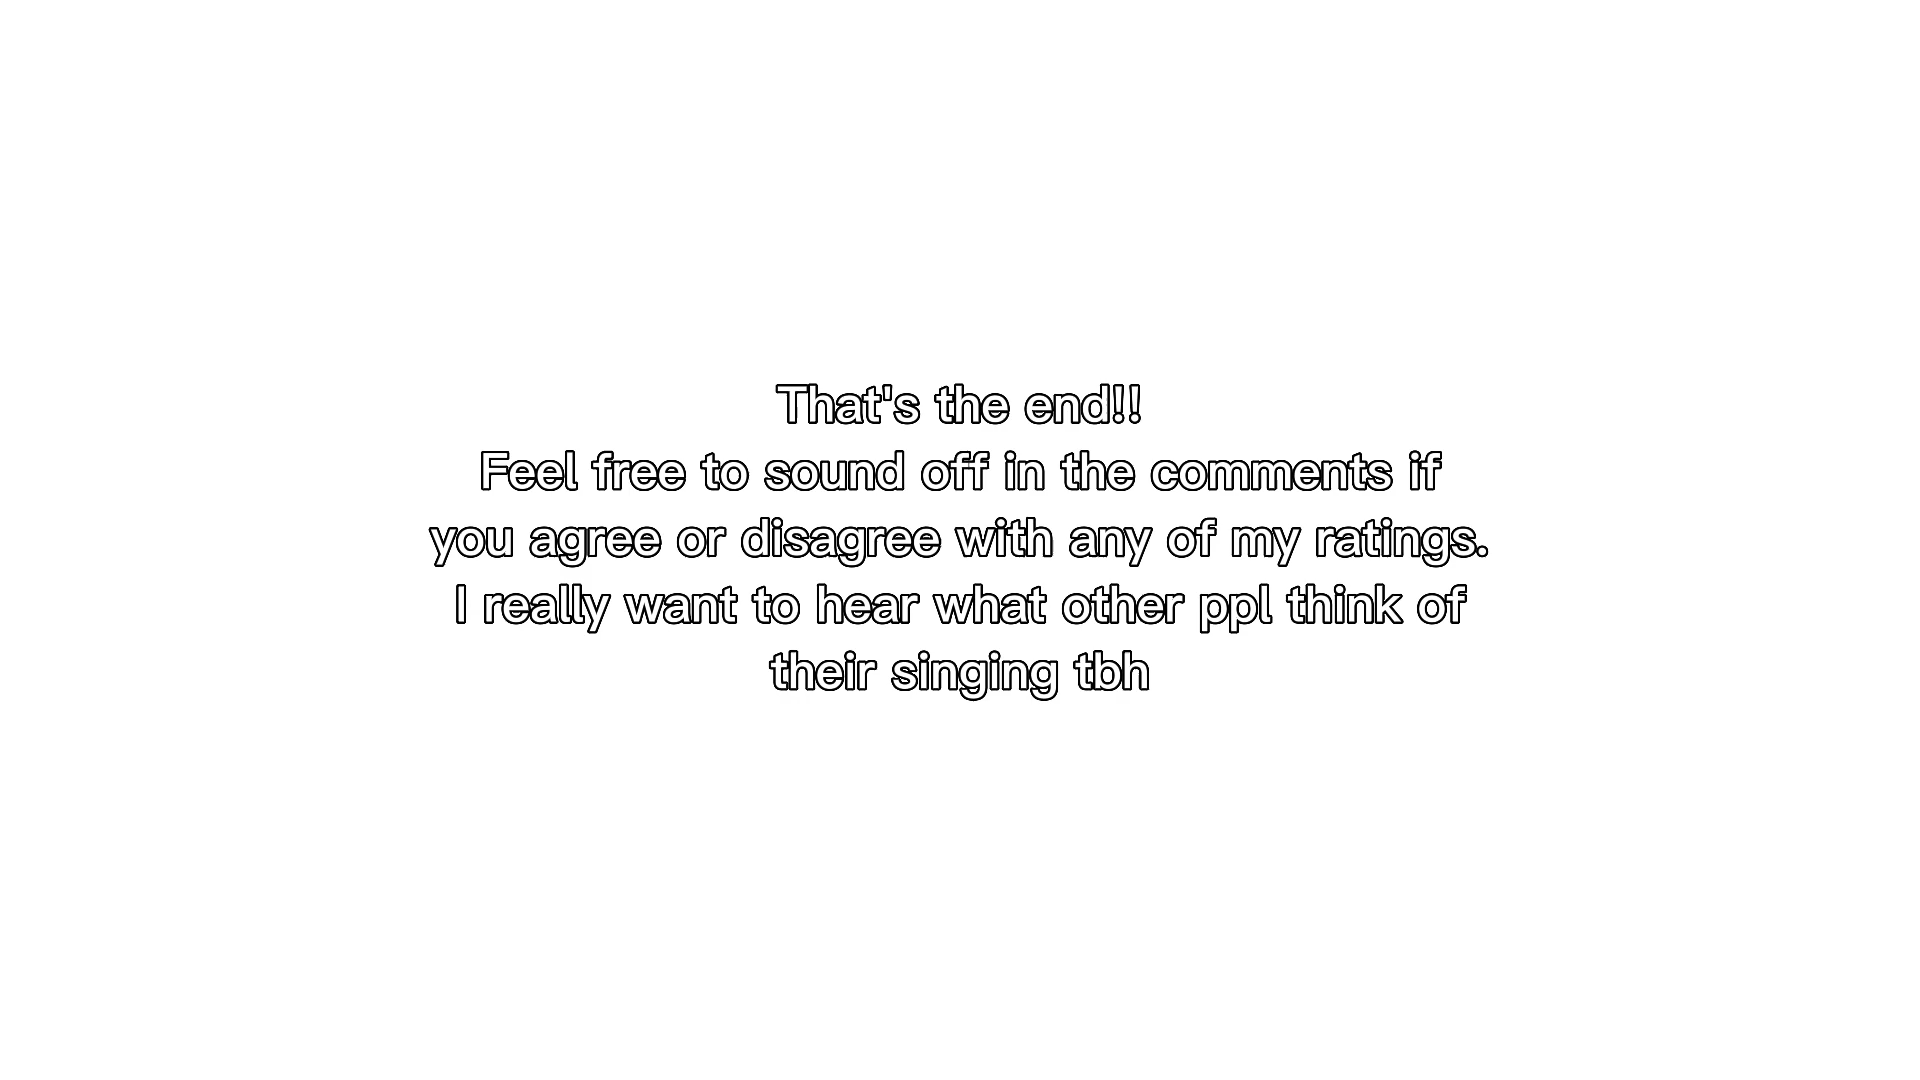 That's the end!!
Feel free to sound off in the comments if
you agree or disagree with any of my ratings.
I really want to hear what other ppl think of
their singing tbh